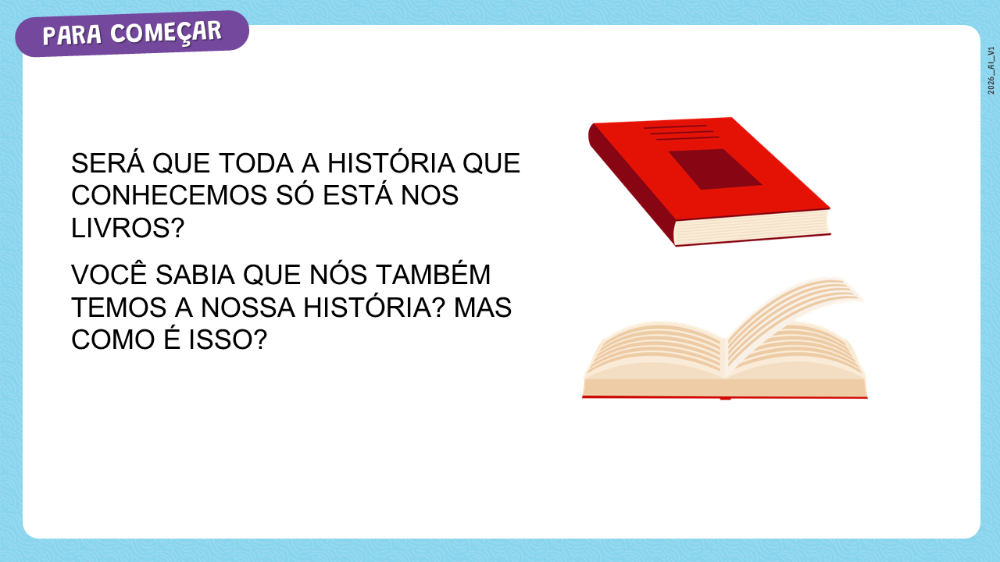 PARA COMEÇAR
SERÁ QUE TODA A HISTÓRIA QUE
CONHECEMOS SÓ ESTÁ NOS
LIVROS?
VOCÊ SABIA QUE NÓS TAMBÉM
TEMOS A NOSSA HISTÓRIA? MAS
COMO É ISSO?
2026_AI_V1